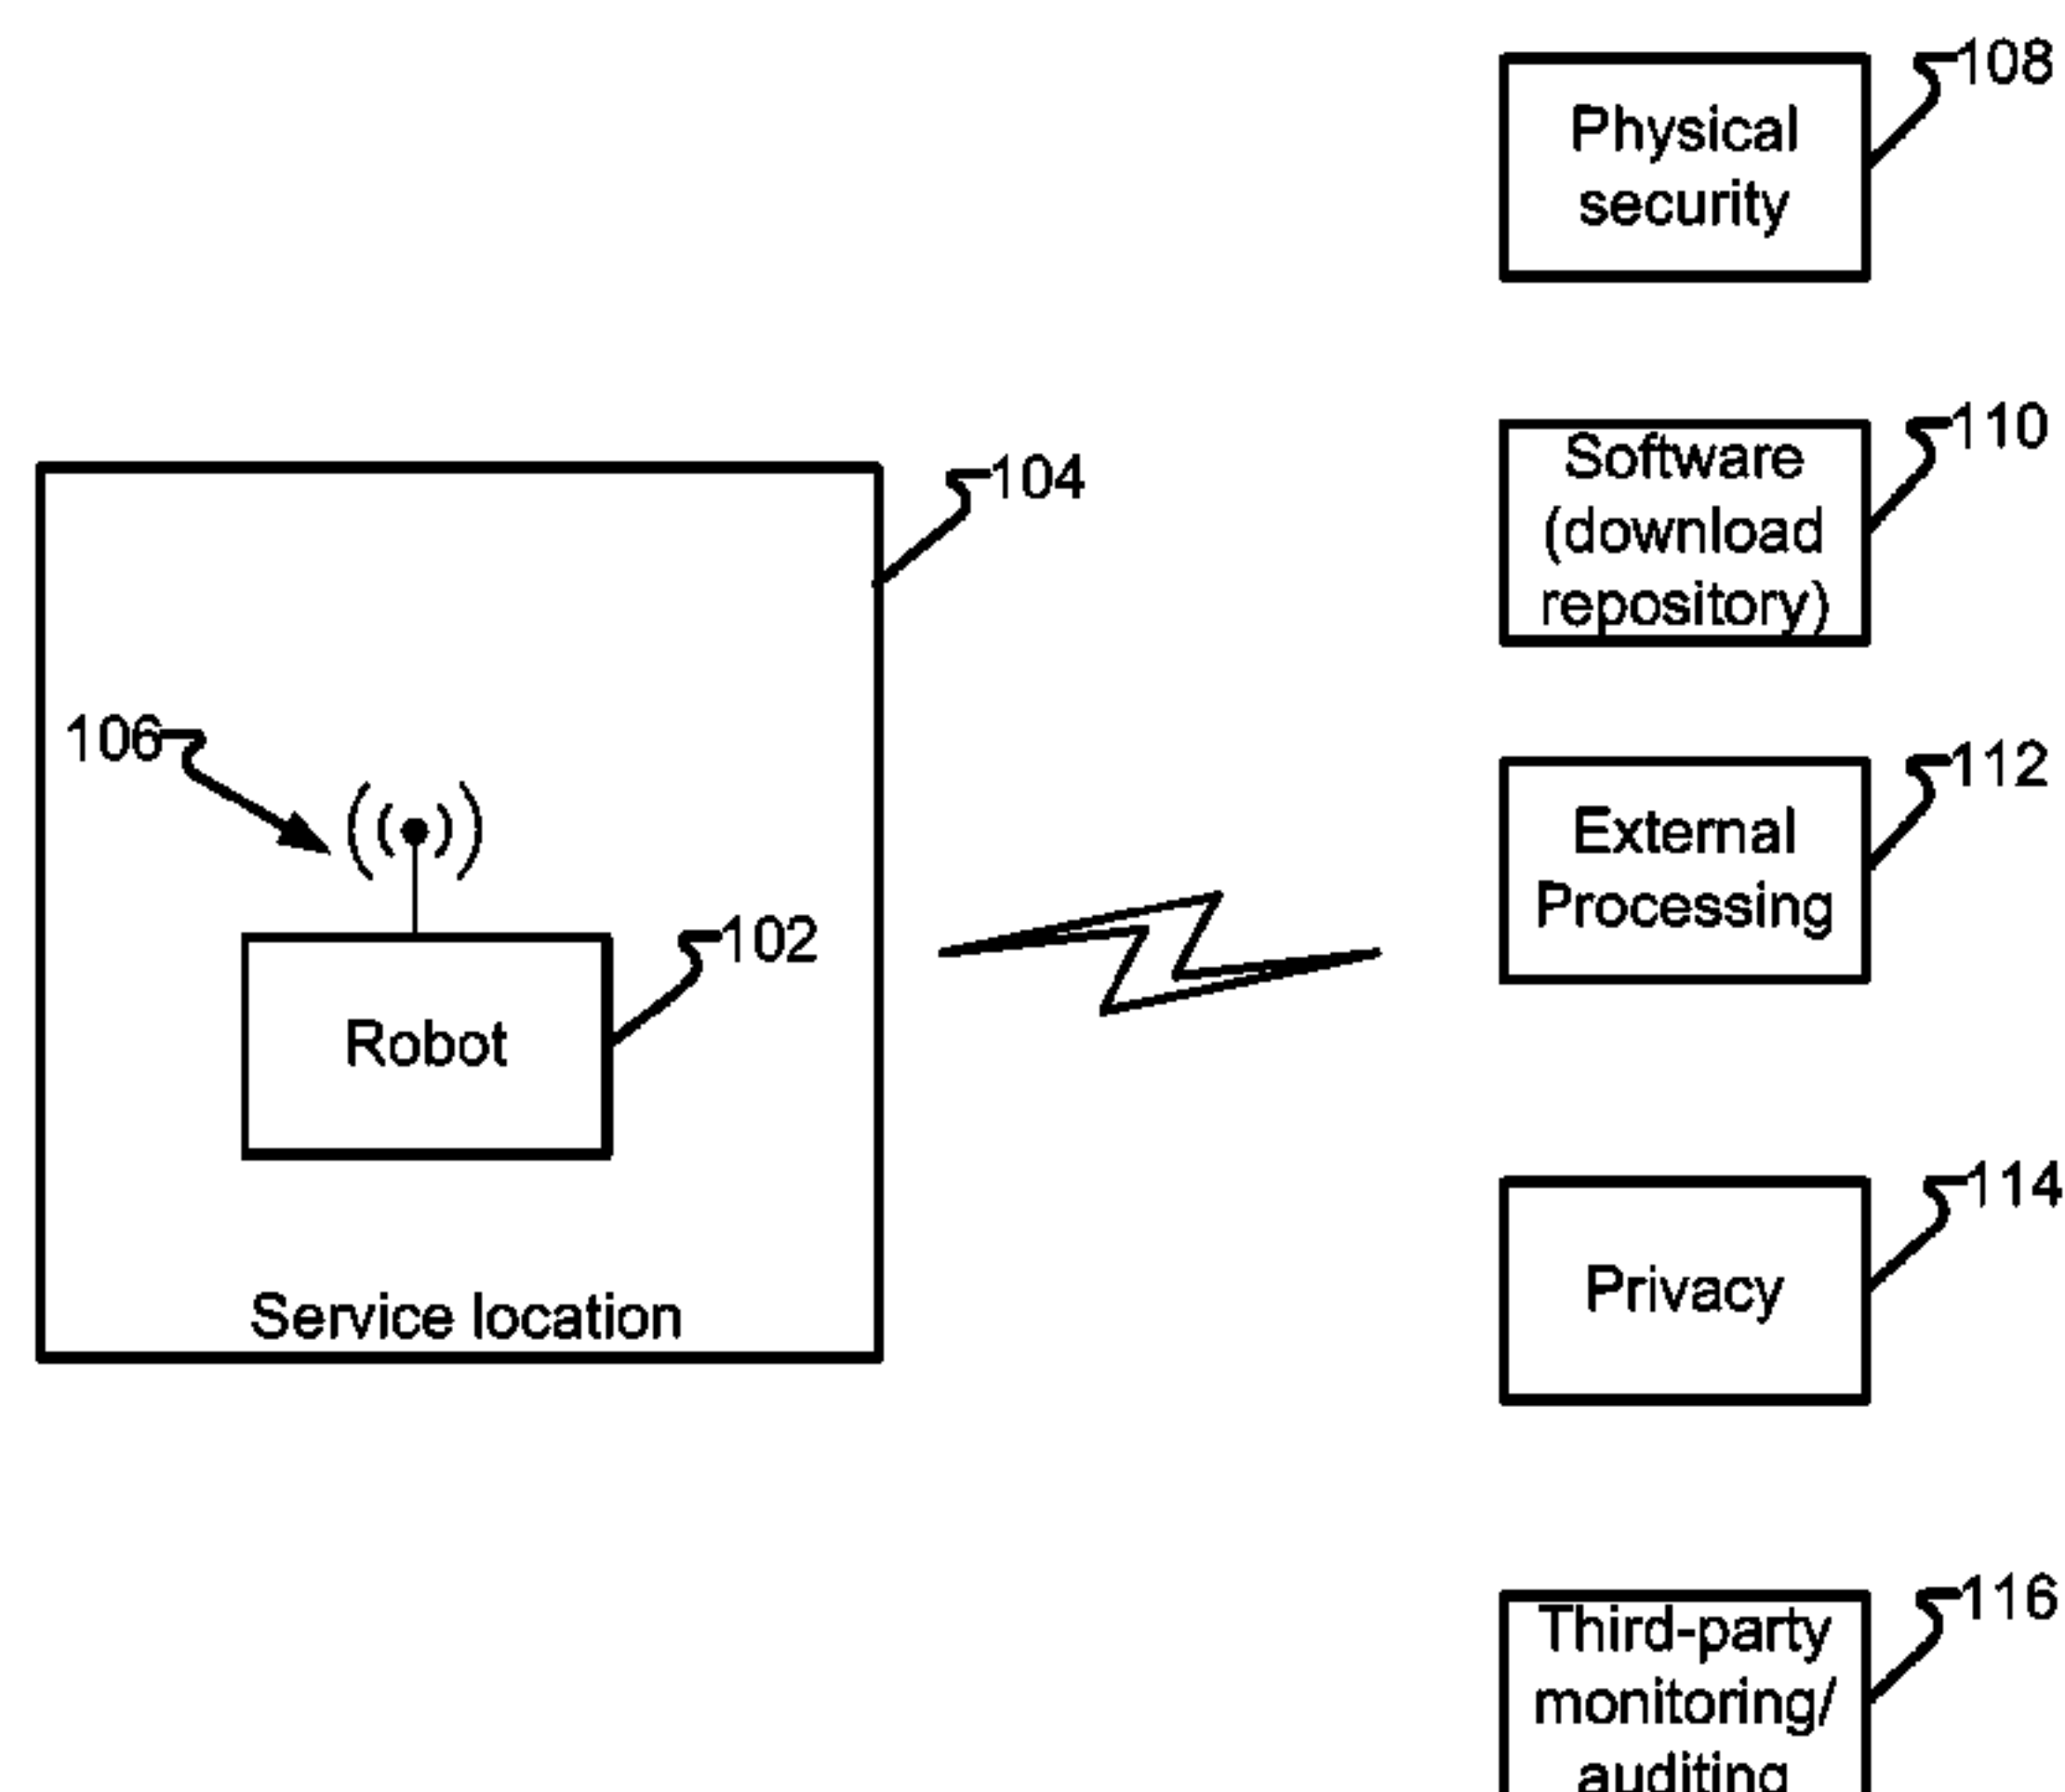 108
Physical
security
110
Software
(download
repository)
104
106
112
External
Processing
102
Robot
114
Privacy
Service location
116
Third-party
monitoring/
auditing